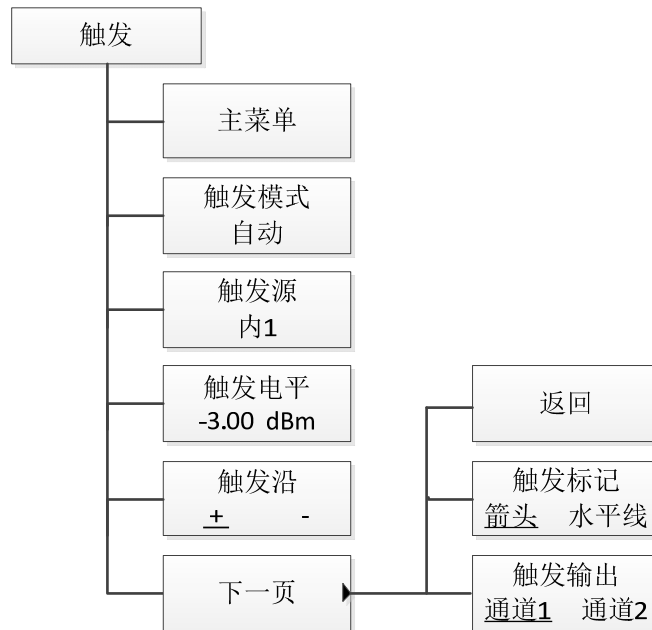 触发
主菜单
触发模式
自动
触发源
内1
触发电平
-3.00 dBm
触发沿
+ -
下一页
返回
触发标记
箭头 水平线
触发输出
通道1 通道2